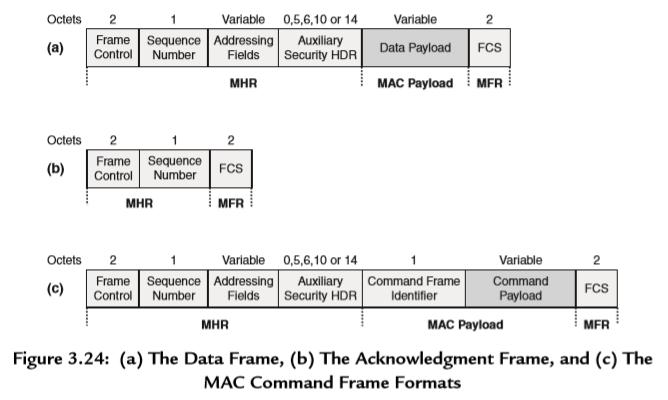 Octets 2 1 Variable 0,5,6,10 or 14 Variable 2
(a) Frame Control Sequence Number Addressing Fields Auxiliary Security HDR Data Payload FCS
MHR MAC Payload MFR
Octets 2 1 2
(b) Frame Control Sequence Number FCS
MHR MFR
Octets 2 1 Variable 0,5,6,10 or 14 1 Variable 2
(c) Frame Control Sequence Number Addressing Fields Auxiliary Security HDR Command Frame Identifier Command Payload FCS
MHR MAC Payload MFR
Figure 3.24: (a) The Data Frame, (b) The Acknowledgment Frame, and (c) The
MAC Command Frame Formats